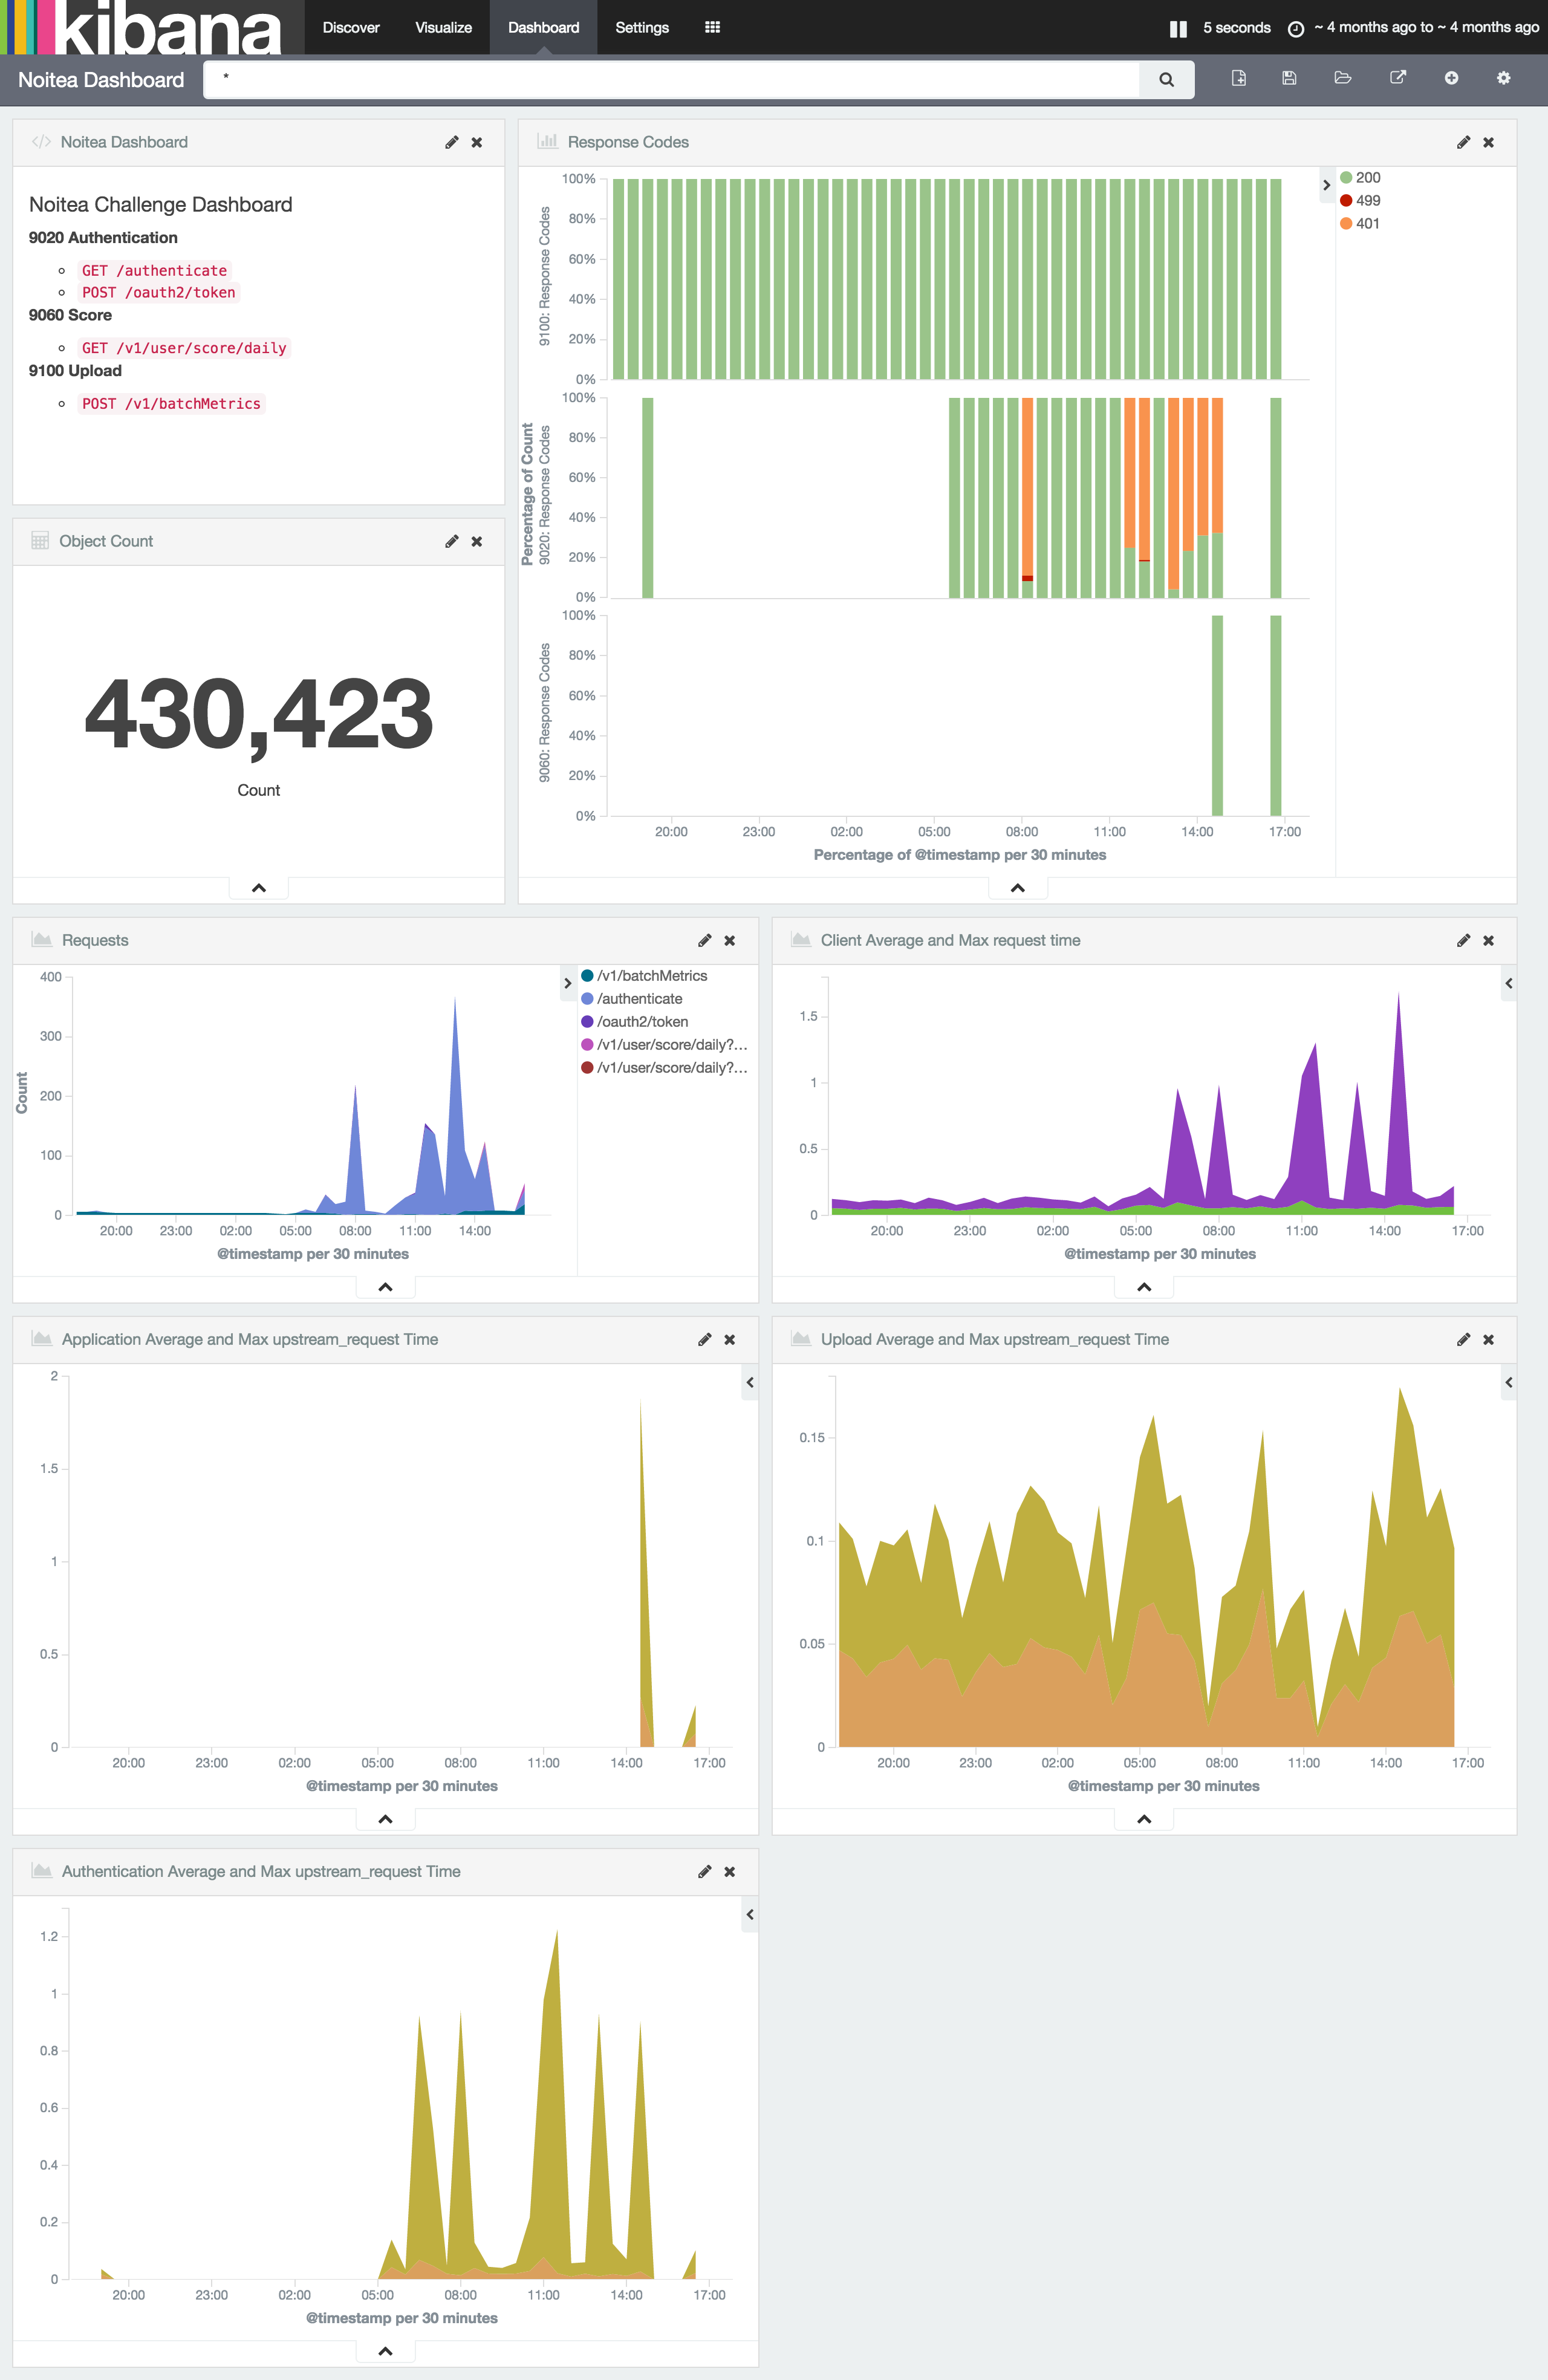 kibana
Discover
Visualize
Dashboard
Settings
5 seconds
~ 4 months ago to ~ 4 months ago
Noitea Dashboard
*
Noitea Dashboard
Noitea Challenge Dashboard
9020 Authentication
GET /authenticate
POST /oauth2/token
9060 Score
GET /v1/user/score/daily
9100 Upload
POST /v1/batchMetrics
Object Count
430,423
Count
Response Codes
Percentage of Count
9100: Response Codes
100%
80%
60%
40%
20%
0%
9020: Response Codes
100%
80%
60%
40%
20%
0%
9060: Response Codes
100%
80%
60%
40%
20%
0%
20:00 23:00 02:00 05:00 08:00 11:00 14:00 17:00
Percentage of @timestamp per 30 minutes
200
499
401
Requests
Count
400
300
200
100
0
20:00 23:00 02:00 05:00 08:00 11:00 14:00
@timestamp per 30 minutes
/v1/batchMetrics
/authenticate
/oauth2/token
/v1/user/score/daily?...
/v1/user/score/daily?...
Client Average and Max request time
1.5
1
0.5
0
20:00 23:00 02:00 05:00 08:00 11:00 14:00 17:00
@timestamp per 30 minutes
Application Average and Max upstream_request Time
2
1.5
1
0.5
0
20:00 23:00 02:00 05:00 08:00 11:00 14:00 17:00
@timestamp per 30 minutes
Upload Average and Max upstream_request Time
0.15
0.1
0.05
0
20:00 23:00 02:00 05:00 08:00 11:00 14:00 17:00
@timestamp per 30 minutes
Authentication Average and Max upstream_request Time
1.2
1
0.8
0.6
0.4
0.2
0
20:00 23:00 02:00 05:00 08:00 11:00 14:00 17:00
@timestamp per 30 minutes